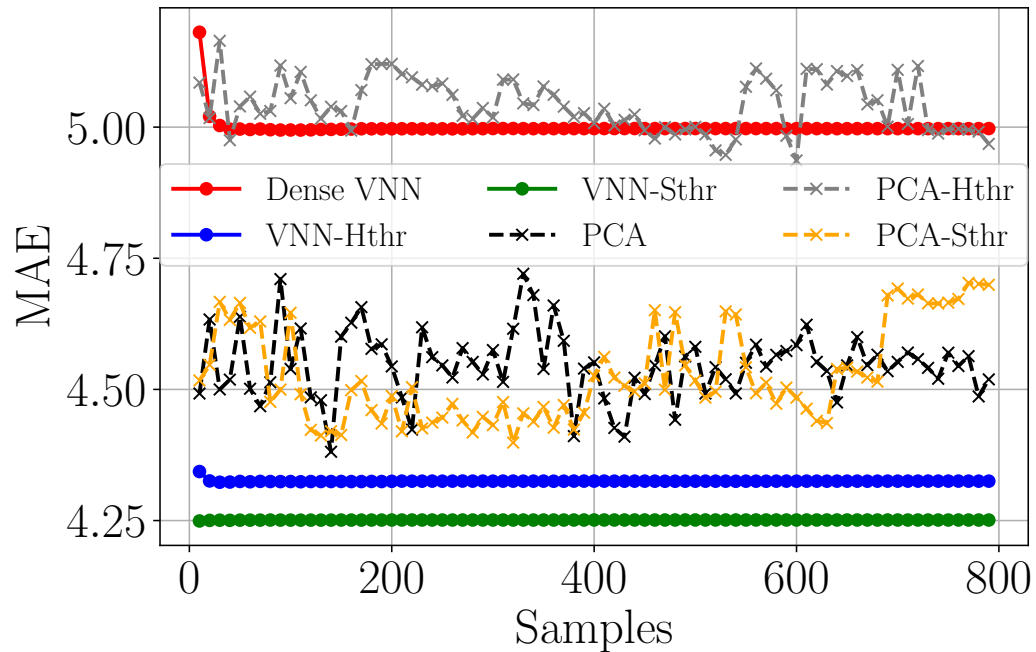 5.00
Dense VNN VNN-Sthr PCA-Hthr
VNN-Hthr PCA PCA-Sthr
4.75
MAE
4.50
4.25
0 200 400 600 800
Samples